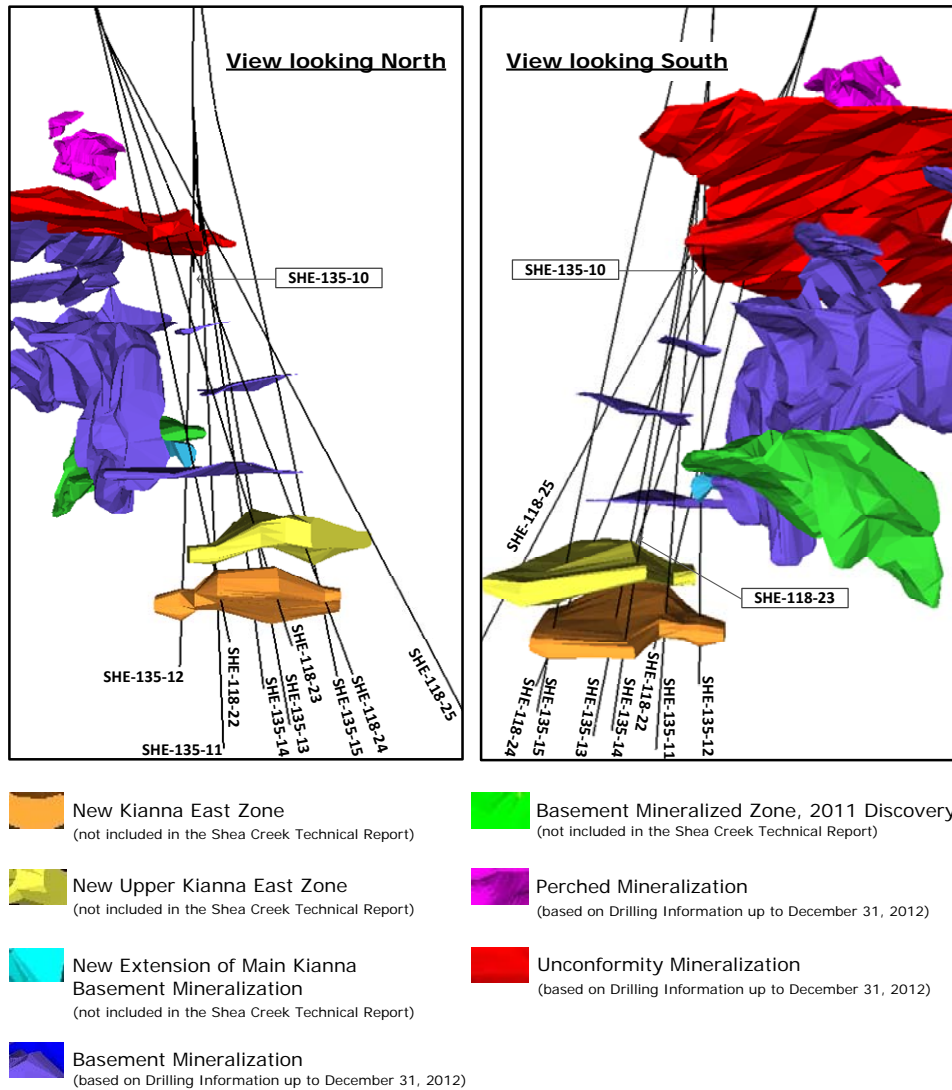 View looking North
SHE-135-10
SHE-135-12
SHE-135-11
SHE-118-22
SHE-135-14
SHE-135-13
SHE-118-23
SHE-135-15
SHE-118-24
SHE-118-25
View looking South
SHE-135-10
SHE-118-25
SHE-118-23
SHE-118-24
SHE-135-15
SHE-135-13
SHE-135-14
SHE-118-22
SHE-135-11
SHE-135-12
New Kianna East Zone
(not included in the Shea Creek Technical Report)
New Upper Kianna East Zone
(not included in the Shea Creek Technical Report)
New Extension of Main Kianna
Basement Mineralization
(not included in the Shea Creek Technical Report)
Basement Mineralization
(based on Drilling Information up to December 31, 2012)
Basement Mineralized Zone, 2011 Discovery
(not included in the Shea Creek Technical Report)
Perched Mineralization
(based on Drilling Information up to December 31, 2012)
Unconformity Mineralization
(based on Drilling Information up to December 31, 2012)